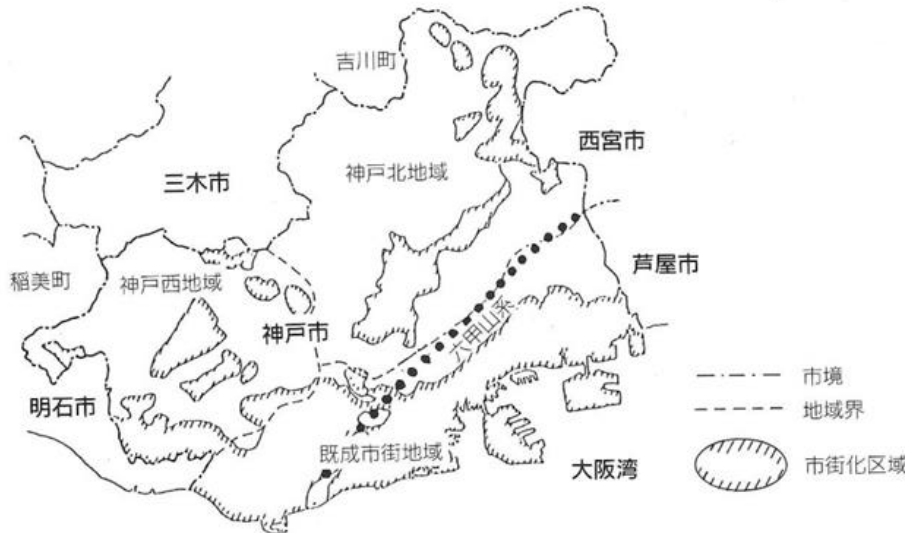 吉川町
西宮市
神戸北地域
三木市
芦屋市
稲美町
神戸西地域
神戸市
六甲山系
明石市
既成市街地域
大阪湾
市境
地域界
市街化区域